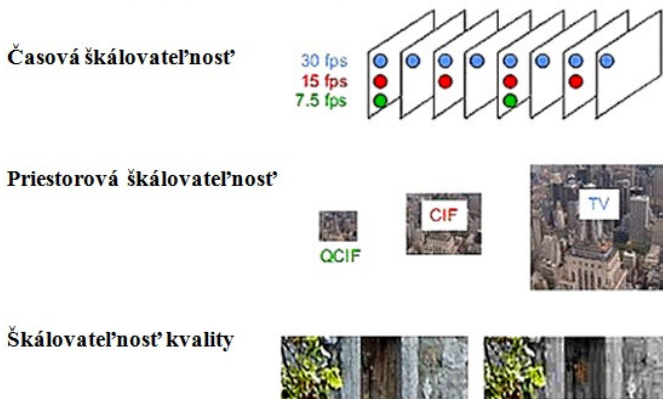 Časová škálovateľnosť
30 fps
15 fps
7.5 fps
Priestorová škálovateľnosť
QCIF
CIF
TV
Škálovateľnosť kvality